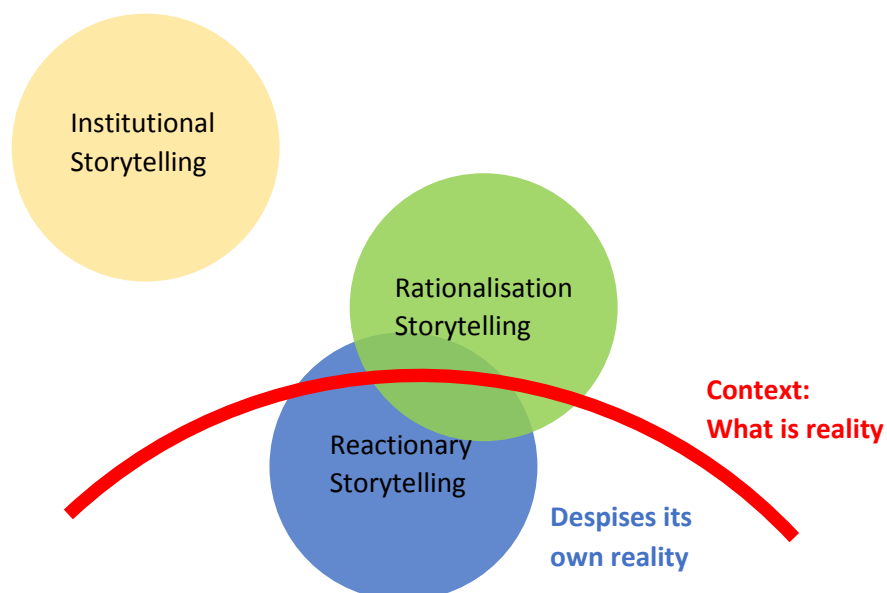 Institutional
Storytelling
Rationalisation
Storytelling
Context:
What is reality
Reactionary
Storytelling
Despises its
own reality